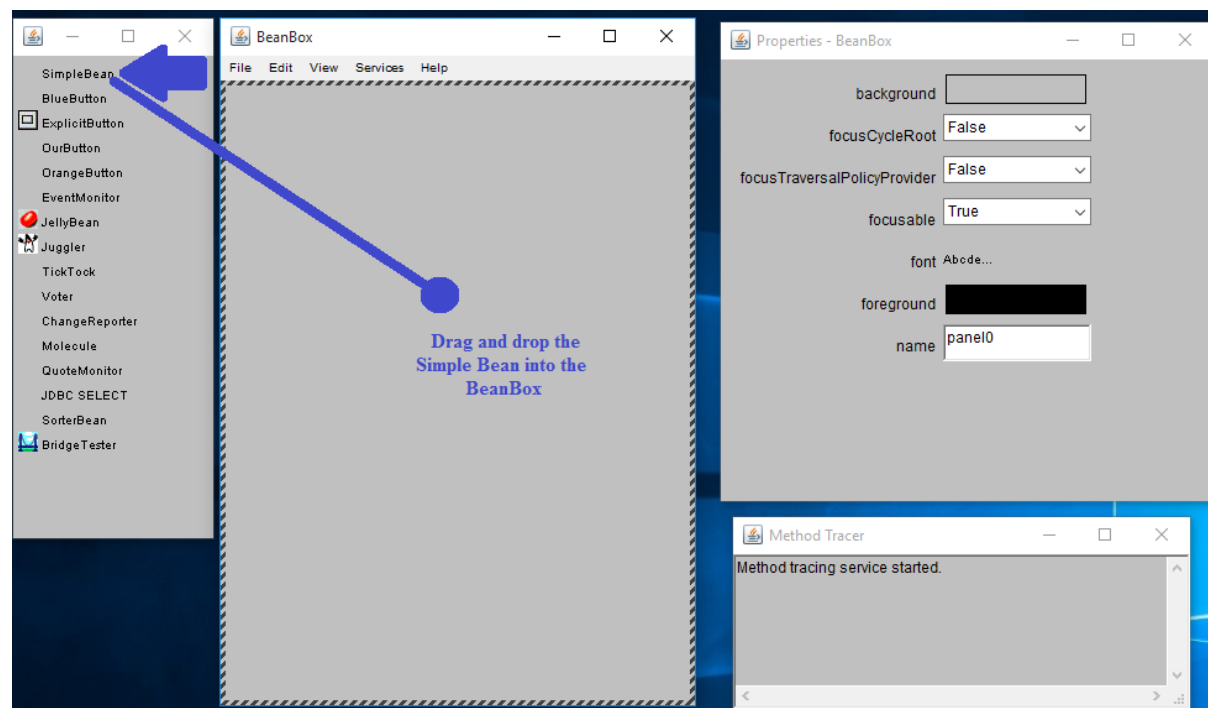 SimpleBean
BlueButton
ExplicitButton
OurButton
OrangeButton
EventMonitor
JellyBean
Juggler
TickTock
Voter
ChangeReporter
Molecule
QuoteMonitor
JDBC SELECT
SorterBean
BridgeTester
BeanBox
File Edit View Services Help
Drag and drop the
Simple Bean into the
BeanBox
Properties - BeanBox
background
focusCycleRoot False
focusTraversalPolicyProvider False
focusable True
font Abcde...
foreground
name panel0
Method Tracer
Method tracing service started.